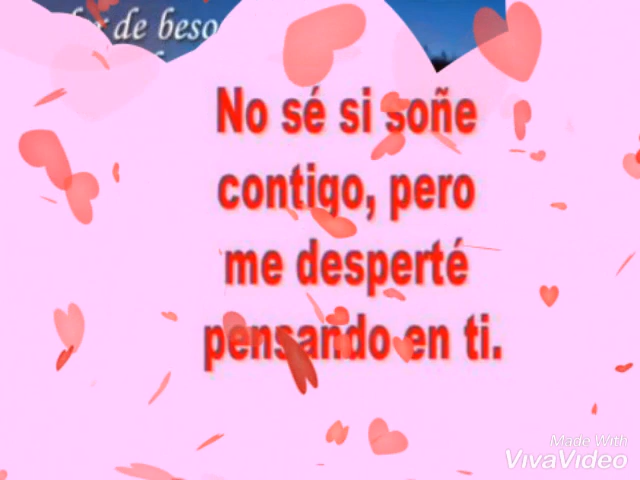 de beso
No sé si soñe
contigo, pero
me desperté
pensando en ti.
Made With
VivaVideo